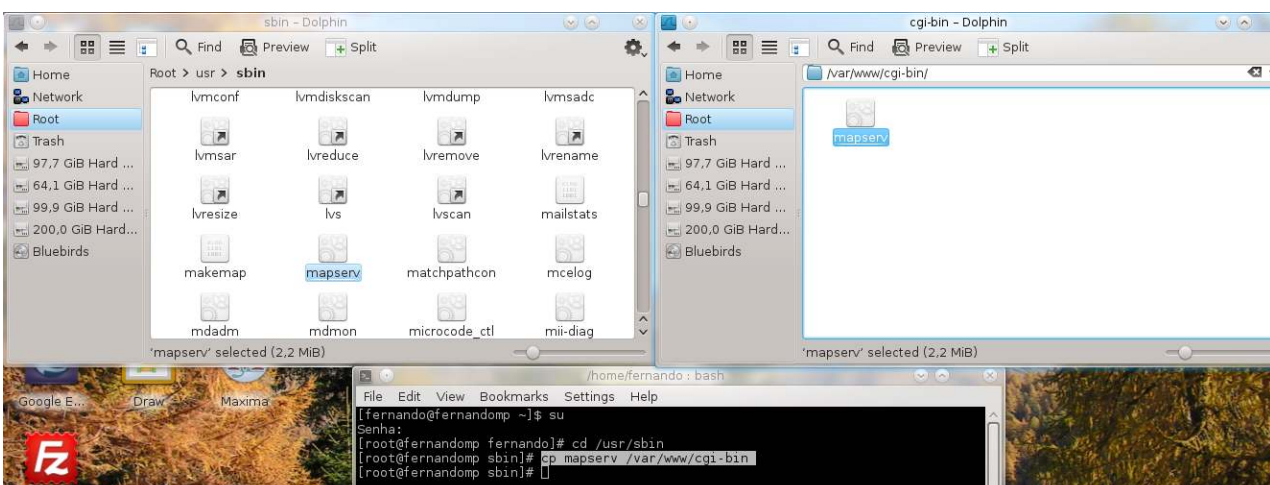 sbin – Dolphin
Find Preview Split
Home
Network
Root
Trash
97,7 GiB Hard ...
64,1 GiB Hard ...
99,9 GiB Hard ...
200,0 GiB Hard...
Bluebirds
Root > usr > sbin
lvmconf lvmdiskscan lvmdump lvmsadc
lvmsar lvreduce lvremove lvrename
lvresize lvs lvscan mailstats
makemap mapserv matchpathcon mcelog
mdadm mdmon microcode_ctl mii-diag
'mapserv' selected (2,2 MiB)
cgi-bin – Dolphin
Find Preview Split
Home
Network
Root
Trash
97,7 GiB Hard ...
64,1 GiB Hard ...
99,9 GiB Hard ...
200,0 GiB Hard...
Bluebirds
/var/www/cgi-bin/
mapserv
'mapserv' selected (2,2 MiB)
Google E...
Draw
Maxima
Fz
/home/fernando : bash
File Edit View Bookmarks Settings Help
[fernando@fernandomp ~]$ su
Senha:
[root@fernandomp fernando]# cd /usr/sbin
[root@fernandomp sbin]# cp mapserv /var/www/cgi-bin
[root@fernandomp sbin]#